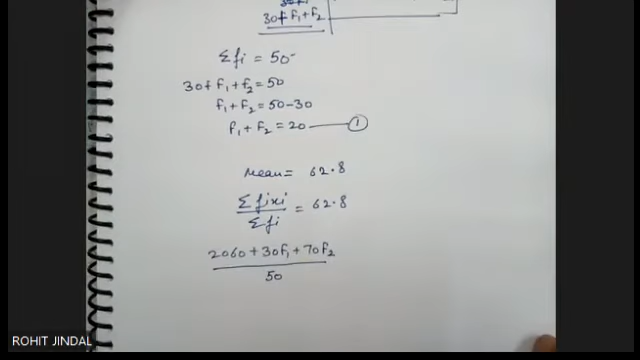 30+ F₁+F₂
Σfi = 50
30+F₁+F₂=50
F₁+F₂=50-30
F₁+F₂=20 ①
Mean= 62.8
Σfixi/Σfi = 62.8
2060+30F₁+70F₂/50
ROHIT JINDAL